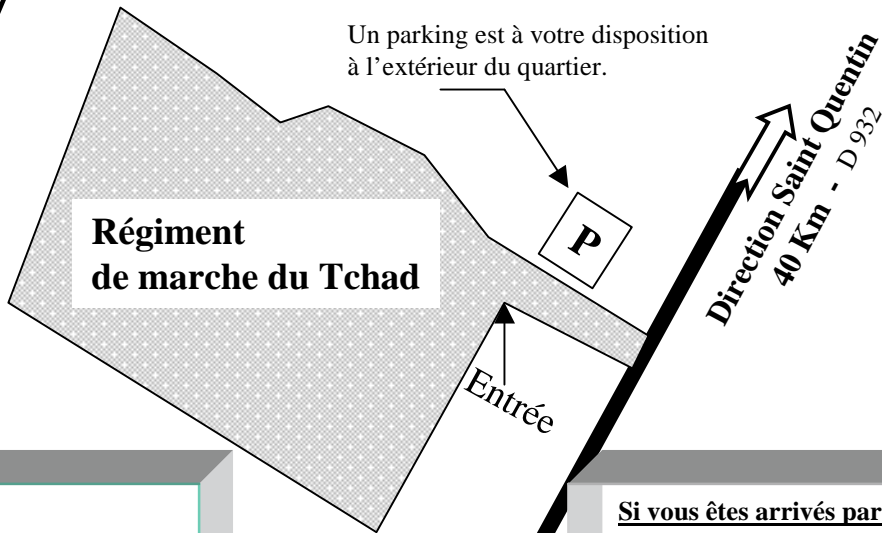 Un parking est à votre disposition
à l’extérieur du quartier.
Direction Saint Quentin
40 Km - D 932
P
Régiment
de marche du Tchad
Entrée
Si vous êtes arrivés par